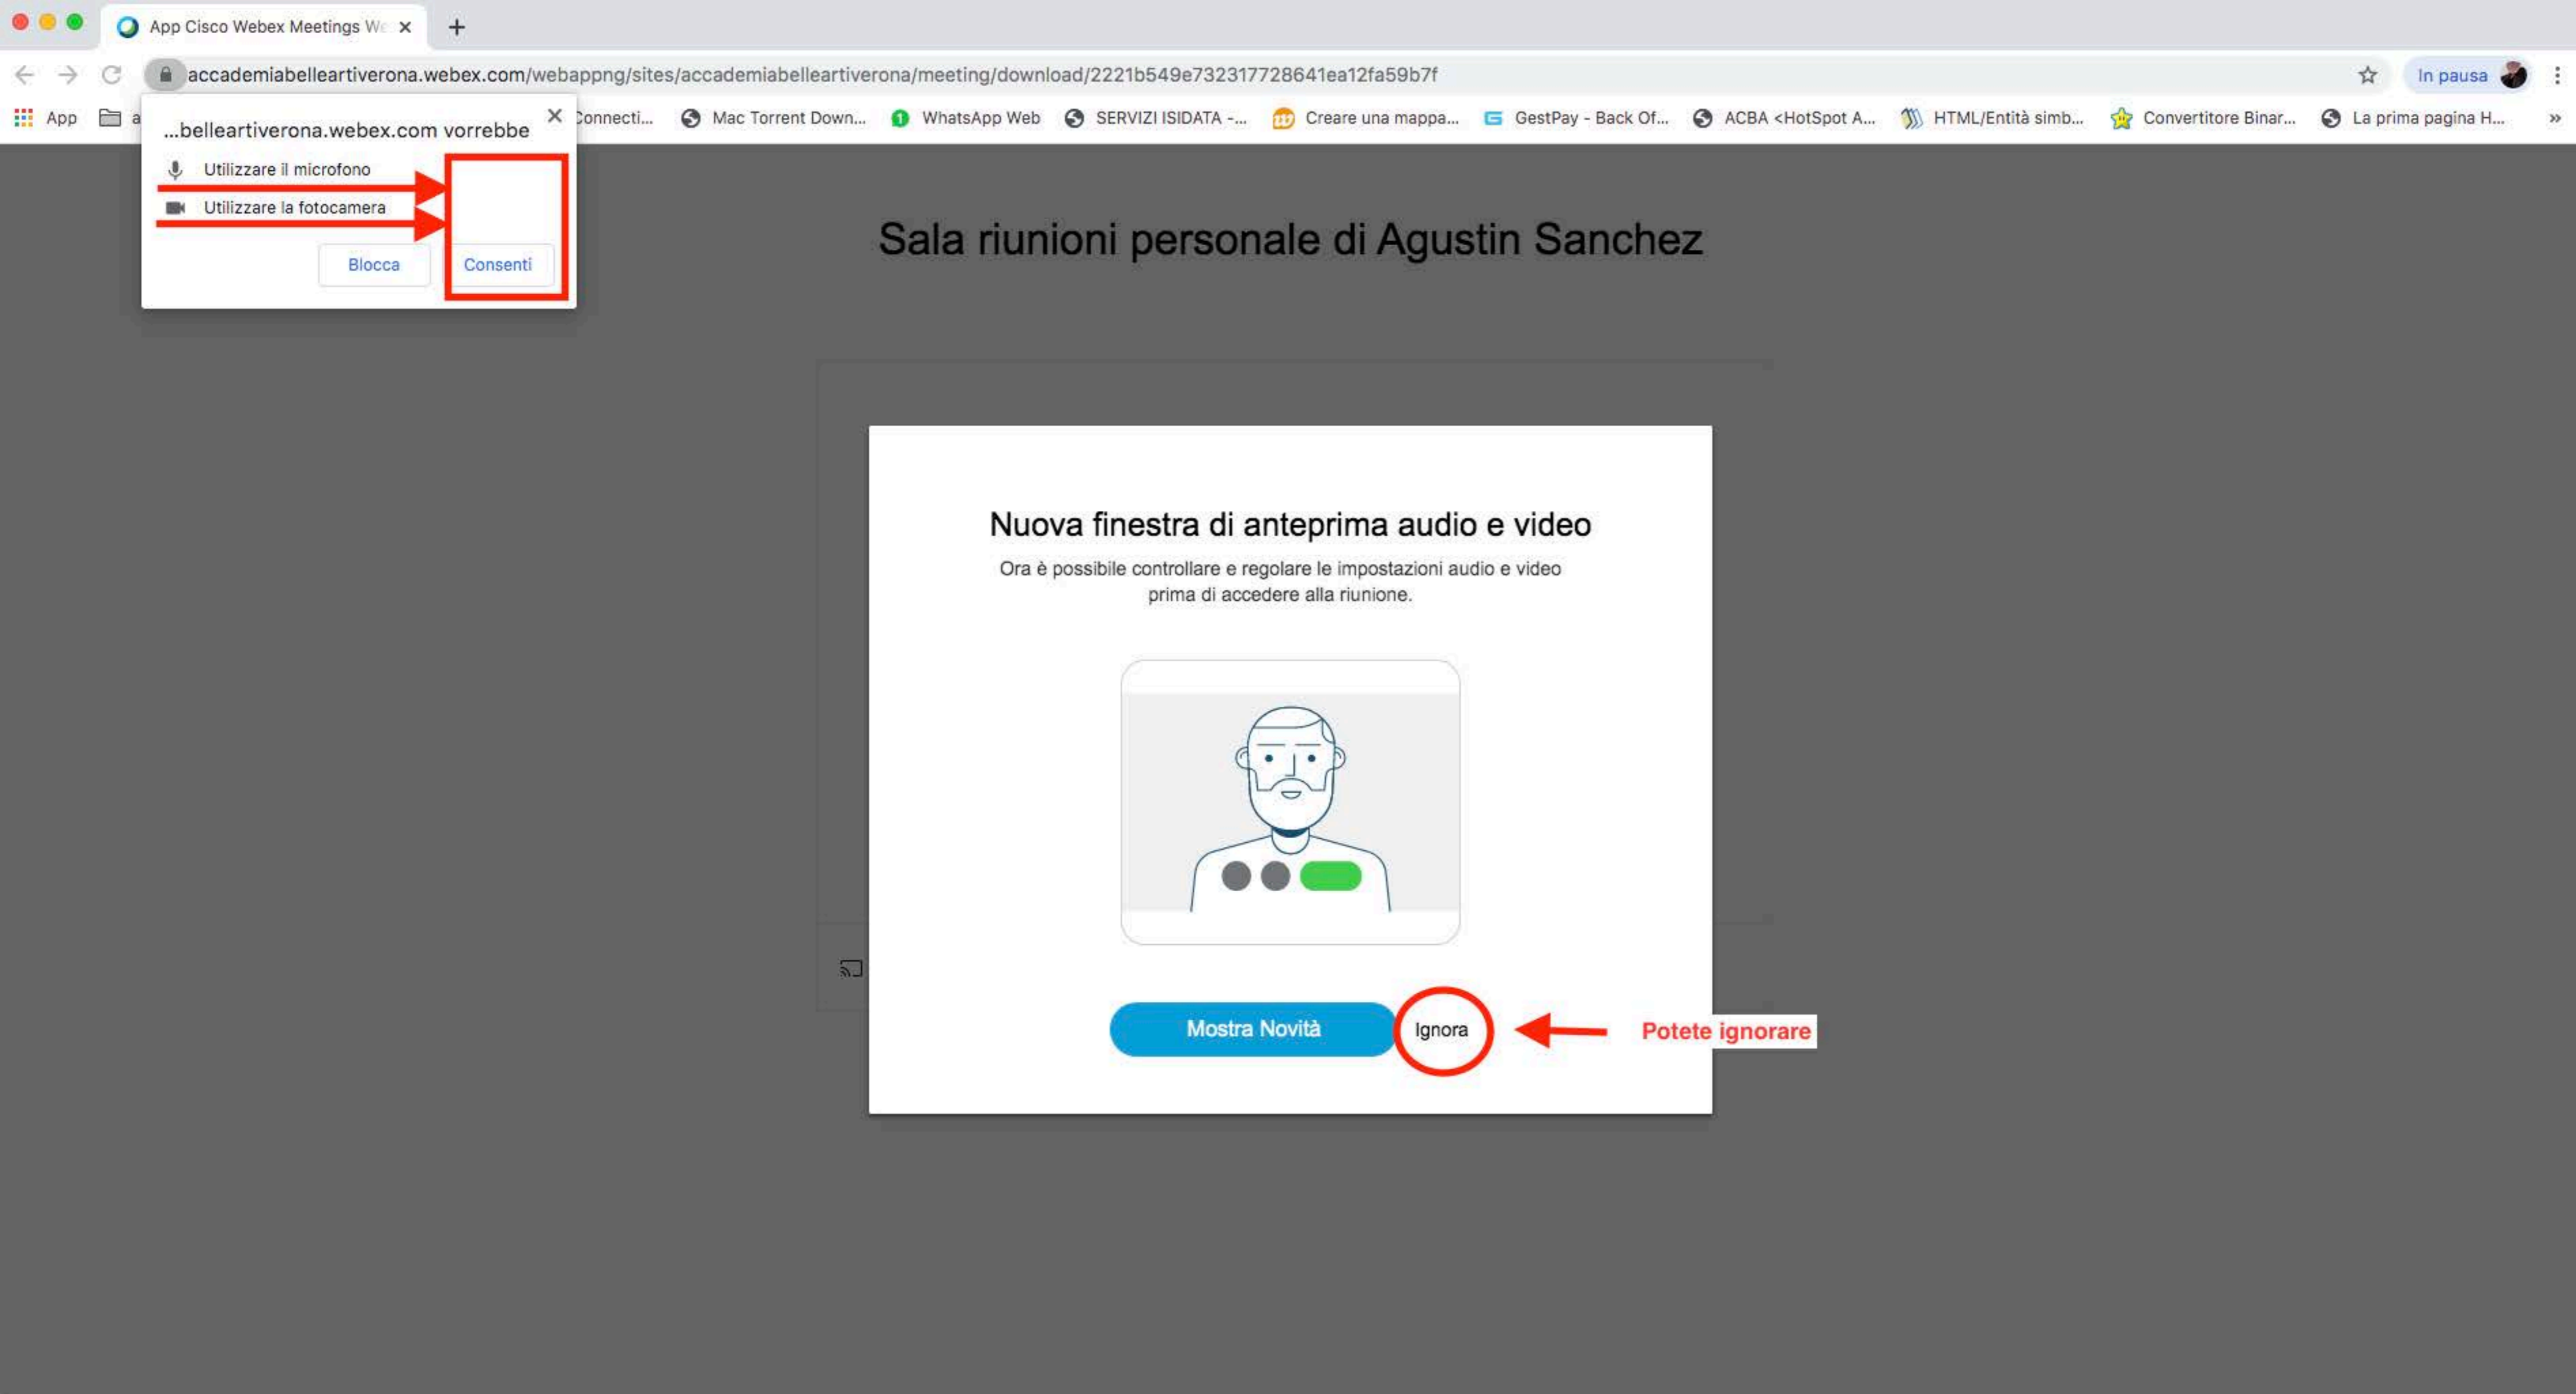 App Cisco Webex Meetings We
accademiabelleartiverona.webex.com/webappng/sites/accademiabelleartiverona/meeting/download/2221b549e732317728641ea12fa59b7f
In pausa
App
a
Connecti...
Mac Torrent Down...
WhatsApp Web
SERVIZI ISIDATA -...
Creare una mappa...
GestPay - Back Of...
ACBA <HotSpot A...
HTML/Entità simb...
Convertitore Binar...
La prima pagina H...
...belleartiverona.webex.com vorrebbe
Utilizzare il microfono
Utilizzare la fotocamera
Blocca
Consenti
Sala riunioni personale di Agustin Sanchez
Nuova finestra di anteprima audio e video
Ora è possibile controllare e regolare le impostazioni audio e video
prima di accedere alla riunione.
Mostra Novità
Ignora
Potete ignorare